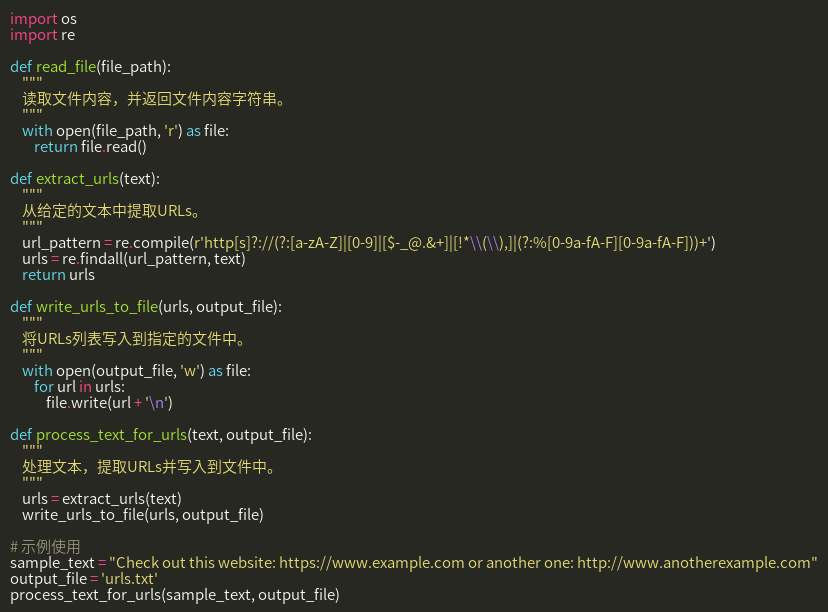 import os
import re

def read_file(file_path):
    """
    读取文件内容，并返回文件内容字符串。
    """
    with open(file_path, 'r') as file:
        return file.read()

def extract_urls(text):
    """
    从给定的文本中提取URLs。
    """
    url_pattern = re.compile(r'http[s]?://(?:[a-zA-Z]|[0-9]|[$-_@.&+]|[!*\\(\\),]|(?:%[0-9a-fA-F][0-9a-fA-F]))+')
    urls = re.findall(url_pattern, text)
    return urls

def write_urls_to_file(urls, output_file):
    """
    将URLs列表写入到指定的文件中。
    """
    with open(output_file, 'w') as file:
        for url in urls:
            file.write(url + '\n')

def process_text_for_urls(text, output_file):
    """
    处理文本，提取URLs并写入到文件中。
    """
    urls = extract_urls(text)
    write_urls_to_file(urls, output_file)

# 示例使用
sample_text = "Check out this website: https://www.example.com or another one: http://www.anotherexample.com"
output_file = 'urls.txt'
process_text_for_urls(sample_text, output_file)